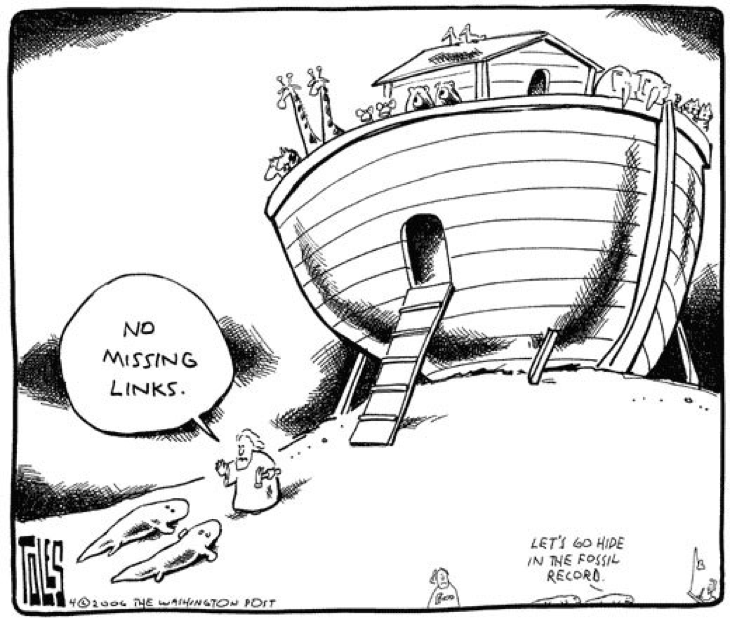 NO
MISSING
LINKS.
LET'S GO HIDE
IN THE FOSSIL
RECORD.
TOLES
4 © 2006 THE WASHINGTON POST